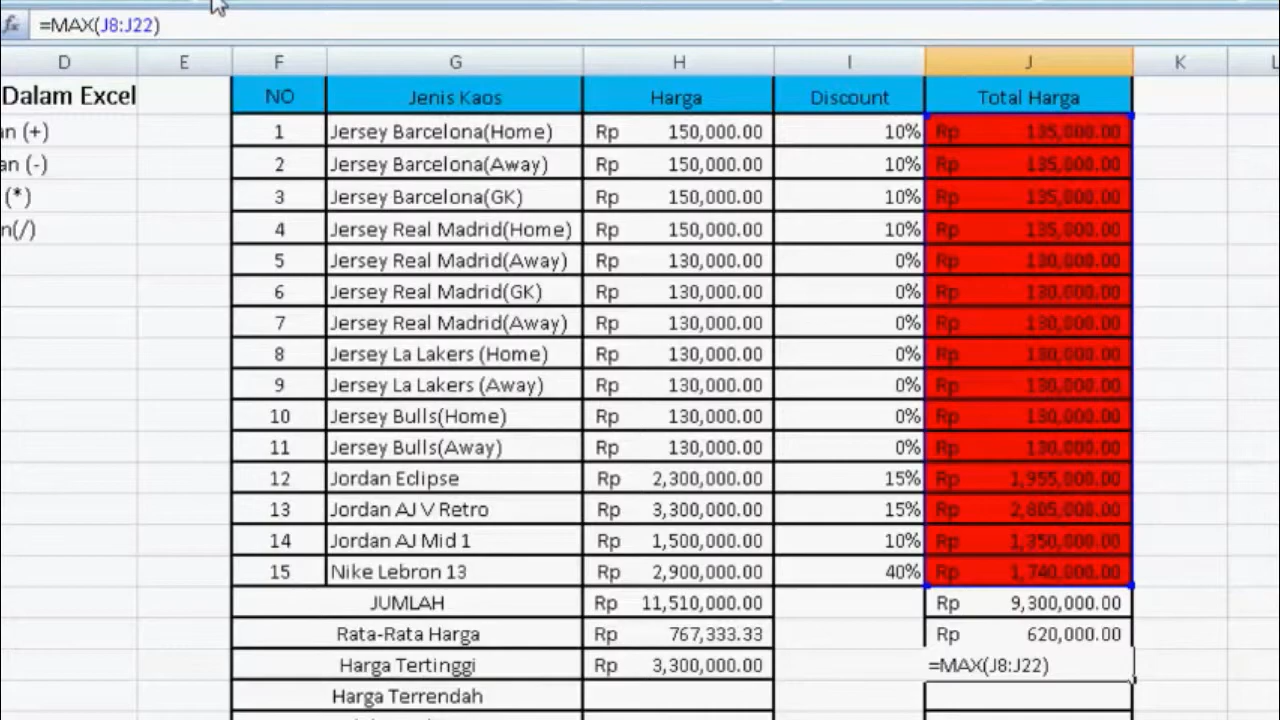 =MAX(J8:J22)
D E F G H I J K L
Dalam Excel NO Jenis Kaos Harga Discount Total Harga
an (+) 1 Jersey Barcelona(Home) Rp 150,000.00 10% Rp 135,000.00
an (-) 2 Jersey Barcelona(Away) Rp 150,000.00 10% Rp 135,000.00
(*) 3 Jersey Barcelona(GK) Rp 150,000.00 10% Rp 135,000.00
n(/) 4 Jersey Real Madrid(Home) Rp 150,000.00 10% Rp 135,000.00
5 Jersey Real Madrid(Away) Rp 130,000.00 0% Rp 130,000.00
6 Jersey Real Madrid(GK) Rp 130,000.00 0% Rp 130,000.00
7 Jersey Real Madrid(Away) Rp 130,000.00 0% Rp 130,000.00
8 Jersey La Lakers (Home) Rp 130,000.00 0% Rp 130,000.00
9 Jersey La Lakers (Away) Rp 130,000.00 0% Rp 130,000.00
10 Jersey Bulls(Home) Rp 130,000.00 0% Rp 130,000.00
11 Jersey Bulls(Away) Rp 130,000.00 0% Rp 130,000.00
12 Jordan Eclipse Rp 2,300,000.00 15% Rp 1,955,000.00
13 Jordan AJ V Retro Rp 3,300,000.00 15% Rp 2,805,000.00
14 Jordan AJ Mid 1 Rp 1,500,000.00 10% Rp 1,350,000.00
15 Nike Lebron 13 Rp 2,900,000.00 40% Rp 1,740,000.00
JUMLAH Rp 11,510,000.00 Rp 9,300,000.00
Rata-Rata Harga Rp 767,333.33 Rp 620,000.00
Harga Tertinggi Rp 3,300,000.00 =MAX(J8:J22)
Harga Terrendah